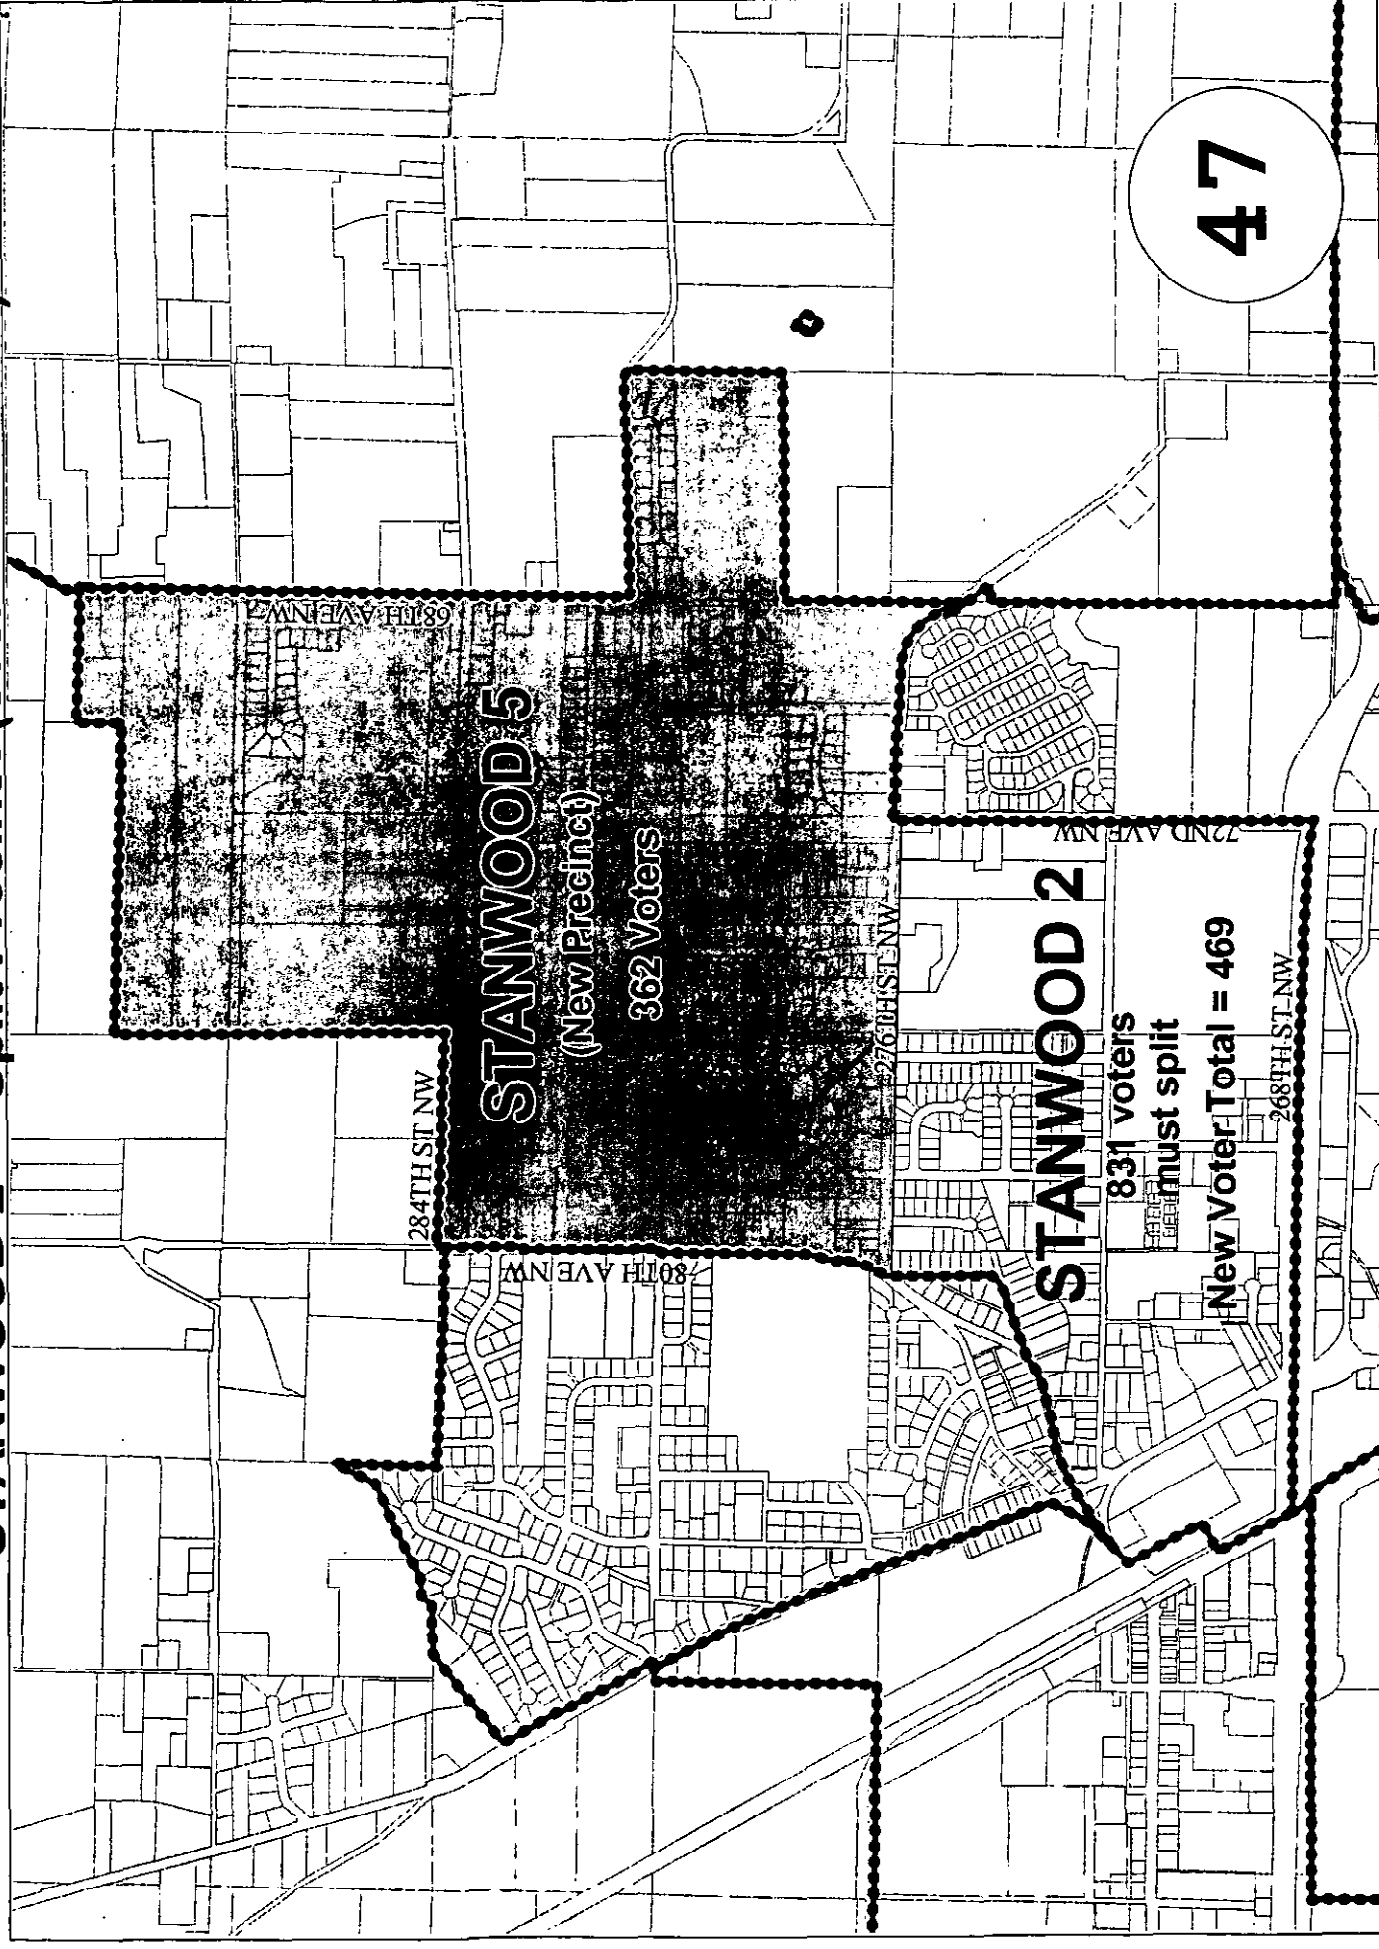 68TH AVE NW
STANWOOD 5
(New Precinct)
362 Voters
284TH ST NW
80TH AVE NW
276TH ST NW
72ND AVE NW
STANWOOD 2
831 voters
must split
New Voter Total = 469
268TH ST NW
47